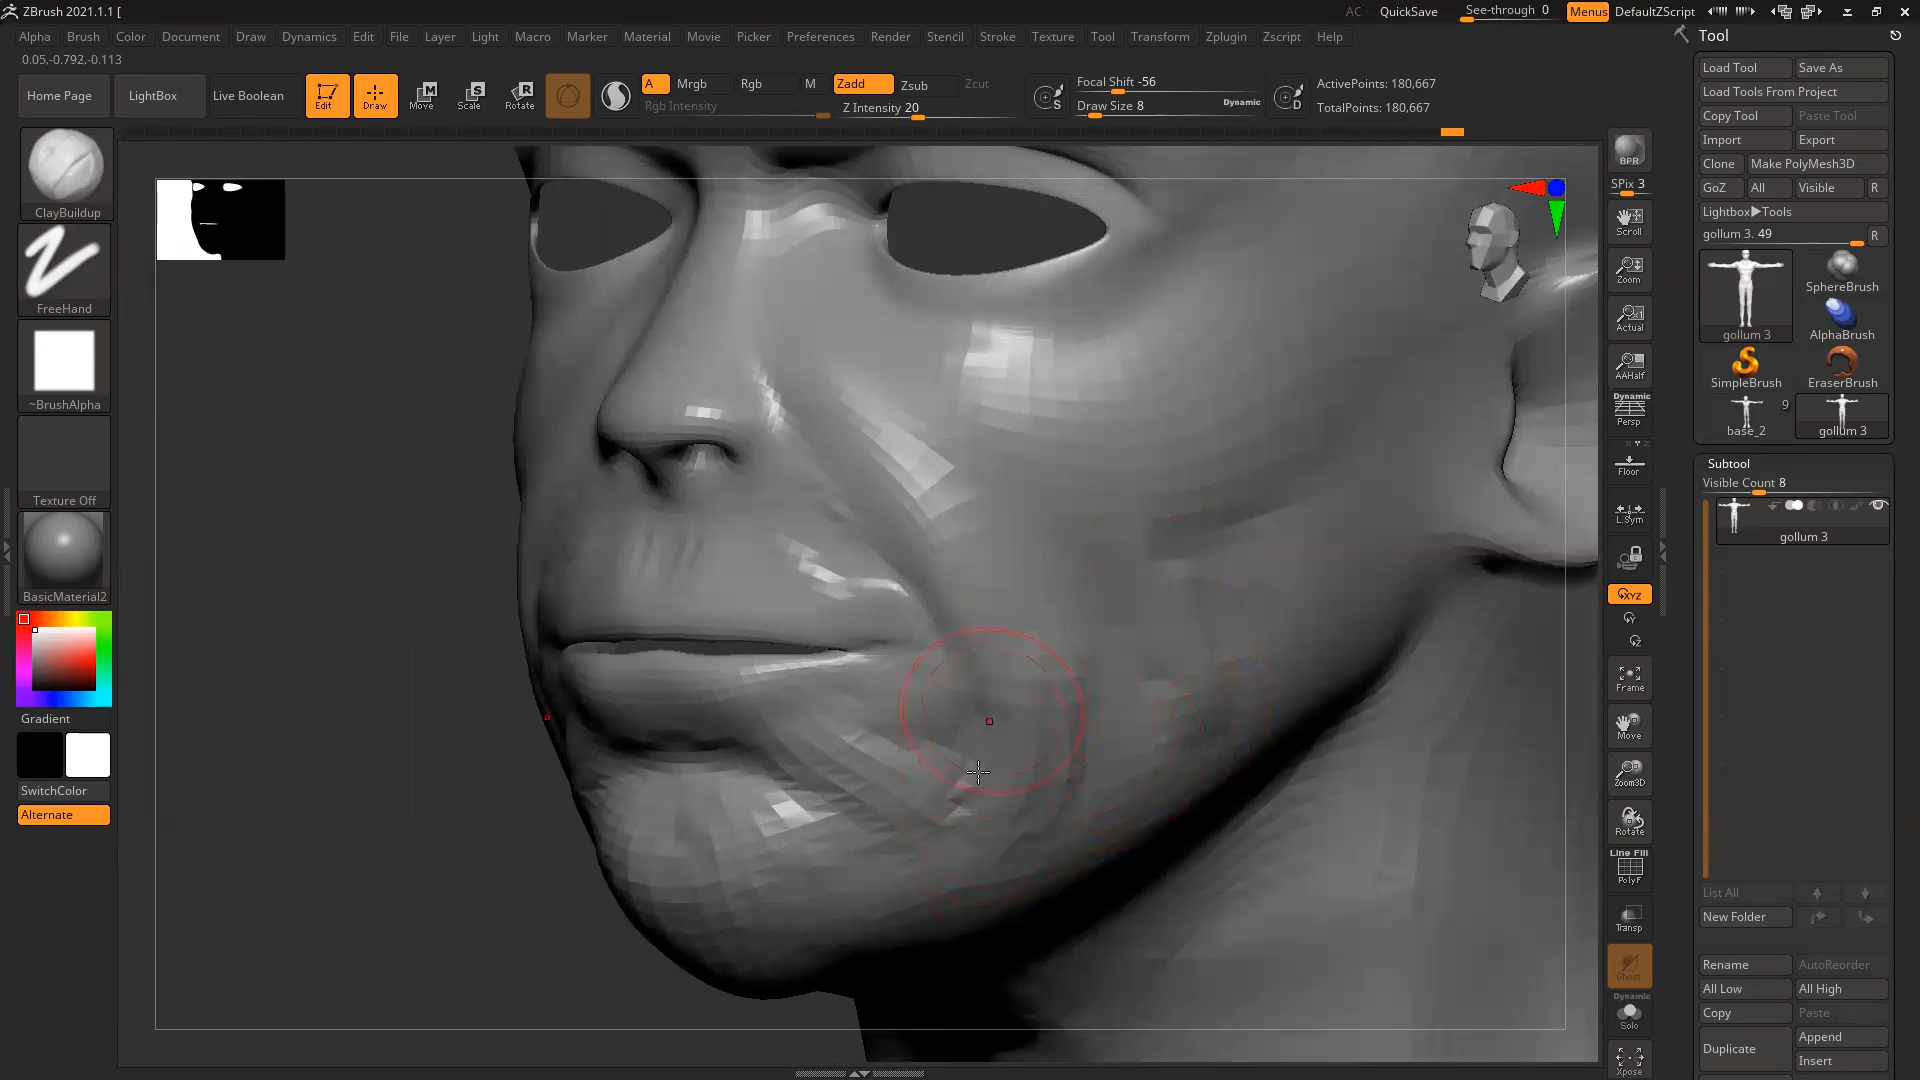 ZBrush 2021.1.1 [
AC QuickSave See-through 0 Menus DefaultZScript
Alpha Brush Color Document Draw Dynamics Edit File Layer Light Macro Marker Material Movie Picker Preferences Render Stencil Stroke Texture Tool Transform Zplugin Zscript Help
0.05,-0.792,-0.113
Home Page LightBox Live Boolean Edit Draw Move Scale Rotate
A Mrgb Rgb M Zadd Zsub Zcut
Rgb Intensity Z Intensity 20
Focal Shift -56
Draw Size 8 Dynamic
ActivePoints: 180,667
TotalPoints: 180,667
ClayBuildup
FreeHand
~BrushAlpha
Texture Off
BasicMaterial2
Gradient
SwitchColor
Alternate
BPR
SPix 3
Scroll
Zoom
Actual
AAHalf
Dynamic
Persp
Floor
L.Sym
XYZ
Y
Z
Frame
Move
Zoom3D
Rotate
Line Fill
PolyF
Transp
Ghost
Dynamic
Solo
Xpose
Tool
Load Tool Save As
Load Tools From Project
Copy Tool Paste Tool
Import Export
Clone Make PolyMesh3D
GoZ All Visible R
Lightbox▶Tools
gollum 3. 49 R
gollum 3
SphereBrush
AlphaBrush
SimpleBrush EraserBrush
9
base_2 gollum 3
Subtool
Visible Count 8
gollum 3
List All
New Folder
Rename AutoReorder
All Low All High
Copy Paste
Duplicate Append
Insert